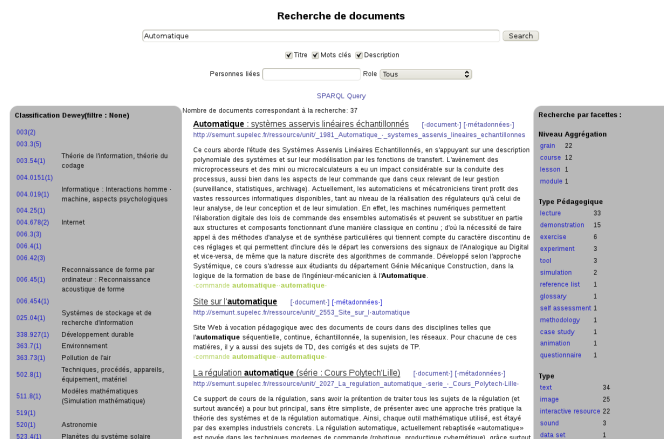 Recherche de documents
Automatique
Search
Titre Mots clés Description
Personnes liées Role Tous
SPARQL Query
Classification Dewey(filtre : None)
003(2)
003.3(5)
003.54(1) Théorie de l'information, théorie du codage
004.0151(1)
004.019(1) Informatique : Interactions homme - machine, aspects psychologiques
004.25(1)
004.678(2) Internet
006.3(3)
006.4(1)
006.42(3)
006.45(1) Reconnaissance de forme par ordinateur : Reconnaissance acoustique de forme
006.454(1)
025.04(1) Systèmes de stockage et de recherche d'information
338.927(1) Développement durable
363.7(1) Environnement
363.73(1) Pollution de l'air
502.8(1) Techniques, procédés, appareils, équipement, matériel
511.8(1) Modèles mathématiques (Simulation mathématique)
519(1)
520(1) Astronomie
523.4(1) Planètes du système solaire
Nombre de documents correspondant à la recherche: 37
Automatique : systèmes asservis linéaires échantillonnés [-document-] [-métadonnées-]
http://semunt.supelec.fr/ressource/unit/_1981_Automatique_-_systemes_asservis_lineaires_echantillonnes
Ce cours aborde l'étude des Systèmes Asservis Linéaires Echantillonnés, en s'appuyant sur une description
polynomiale des systèmes et sur leur modélisation par les fonctions de transfert. L'avènement des
microprocesseurs et des mini ou microcalculateurs a eu un impact considérable sur la conduite des
processus, aussi bien dans les aspects de leur commande que dans ceux relevant de leur gestion
(surveillance, statistiques, archivage). Actuellement, les automaticiens et mécatroniciens tirent profit des
vastes ressources informatiques disponibles, tant au niveau de la réalisation des régulateurs qu'à celui de
leur analyse, de leur conception et de leur simulation. En effet, les machines numériques permettent
l'élaboration digitale des lois de commande des ensembles automatisés et peuvent se substituer en partie
aux structures et composants fonctionnant d'une manière classique en continu ; d'où la nécessité de faire
appel à des méthodes d'analyse et de synthèse particulières qui tiennent compte du caractère discontinu de
ces réglages et qui permettent d'inclure dès le départ les conversions des signaux de l'Analogique au Digital
et vice-versa, de même que la nature discrète des algorithmes de commande. Développé selon l'approche
Systémique, ce cours s'adresse aux étudiants du département Génie Mécanique Construction, dans la
logique de la formation de base de l'ingénieur-mécanicien à l'Automatique.
-commande automatique--automatique-
Site sur l'automatique [-document-] [-métadonnées-]
http://semunt.supelec.fr/ressource/unit/_2553_Site_sur_l-automatique
Site Web à vocation pédagogique avec des documents de cours dans des disciplines telles que
l'automatique séquentielle, continue, échantillonnée, la supervision, les réseaux. Pour chacune de ces
matières, il y a aussi des sujets de TD, des corrigés et des sujets de TP.
-commande automatique--automatique-
La régulation automatique (série : Cours Polytech'Lille) [-document-] [-métadonnées-]
http://semunt.supelec.fr/ressource/unit/_2027_La_regulation_automatique_-serie_-_Cours_Polytech-Lille-
Ce support de cours de la régulation, sans avoir la prétention de traiter tous les sujets de la régulation (et
surtout avancée) a pour but principal, sans être simpliste, de présenter avec une approche très pratique la
théorie des systèmes et de la régulation automatique. Ainsi, chaque outil mathématique utilisé, est étayé
par des exemples industriels concrets. La régulation automatique, actuellement rebaptisée «automatique»
est noyée dans les techniques modernes de commande (robotique, productique cybernétique), grâce surtout
Recherche par facettes :
Niveau Aggrégation
grain 22
course 12
lesson 1
module 1
Type Pédagogique
lecture 33
demonstration 15
exercise 6
experiment 3
tool 3
simulation 2
reference list 1
glossary 1
self assessment 1
methodology 1
case study 1
animation 1
questionnaire 1
Type
text 34
image 25
interactive resource 22
sound 3
data set 1